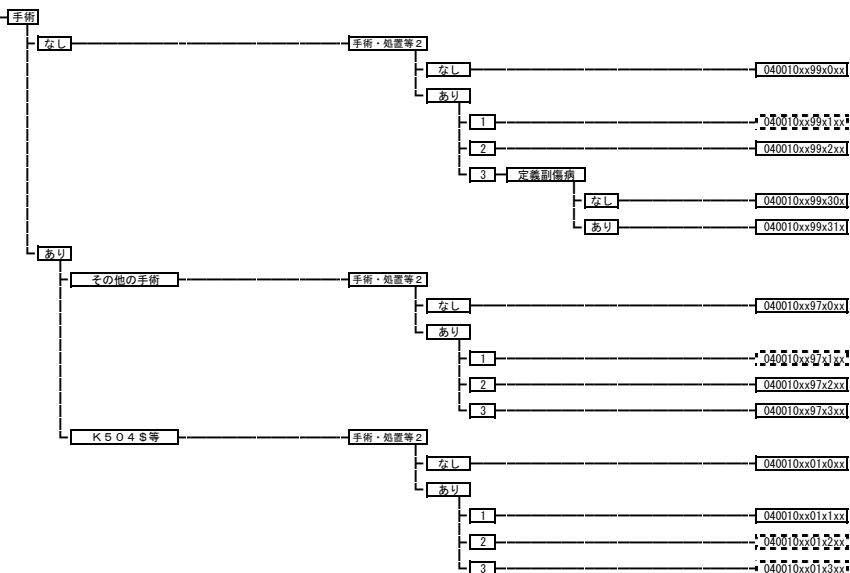 手術
なし 手術・処置等2
なし 040010xx99x0xx
あり
1 040010xx99x1xx
2 040010xx99x2xx
3 定義副傷病
なし 040010xx99x30x
あり 040010xx99x31x
あり
その他の手術 手術・処置等2
なし 040010xx97x0xx
あり
1 040010xx97x1xx
2 040010xx97x2xx
3 040010xx97x3xx
K504$等 手術・処置等2
なし 040010xx01x0xx
あり
1 040010xx01x1xx
2 040010xx01x2xx
3 040010xx01x3xx